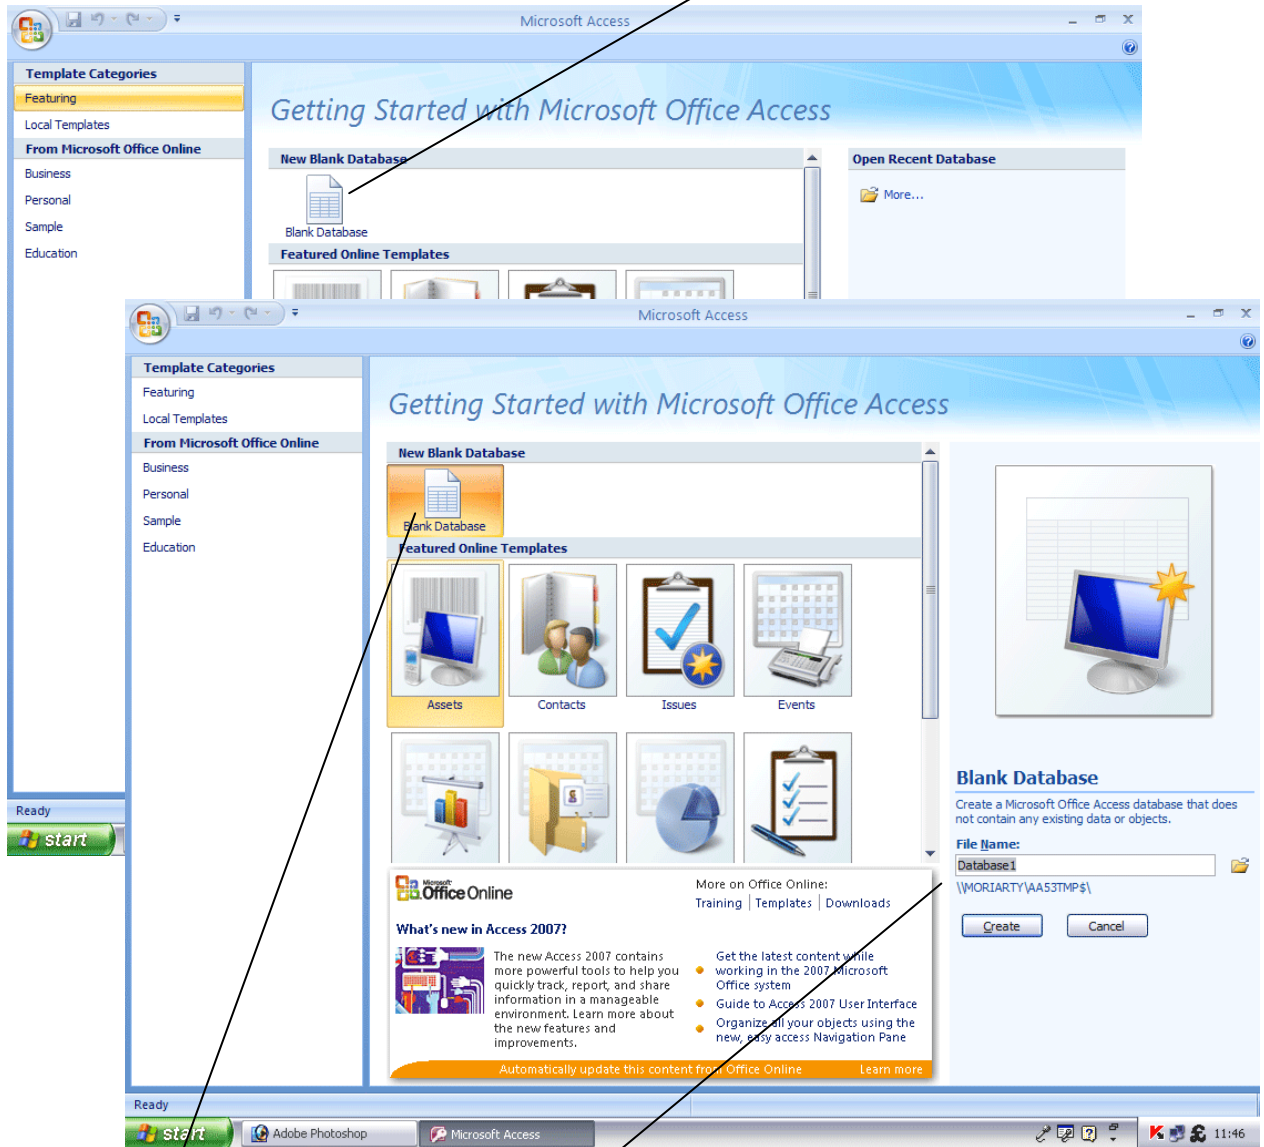 Microsoft Access
Template Categories
Featuring
Local Templates
From Microsoft Office Online
Business
Personal
Sample
Education
Getting Started with Microsoft Office Access
New Blank Database
Blank Database
Featured Online Templates
Open Recent Database
More...
Ready
start
Microsoft Access
Template Categories
Featuring
Local Templates
From Microsoft Office Online
Business
Personal
Sample
Education
Getting Started with Microsoft Office Access
New Blank Database
Blank Database
Featured Online Templates
Assets
Contacts
Issues
Events
Microsoft
Office Online
More on Office Online:
Training | Templates | Downloads
What's new in Access 2007?
The new Access 2007 contains
more powerful tools to help you
quickly track, report, and share
information in a manageable
environment. Learn more about
the new features and
improvements.
Get the latest content while
working in the 2007 Microsoft
Office system
Guide to Access 2007 User Interface
Organize all your objects using the
new, easy access Navigation Pane
Automatically update this content from Office Online
Learn more
Blank Database
Create a Microsoft Office Access database that does
not contain any existing data or objects.
File Name:
Database1
\\MORIARTY\AA53TMP$\
Create
Cancel
Ready
start
Adobe Photoshop
Microsoft Access
11:46